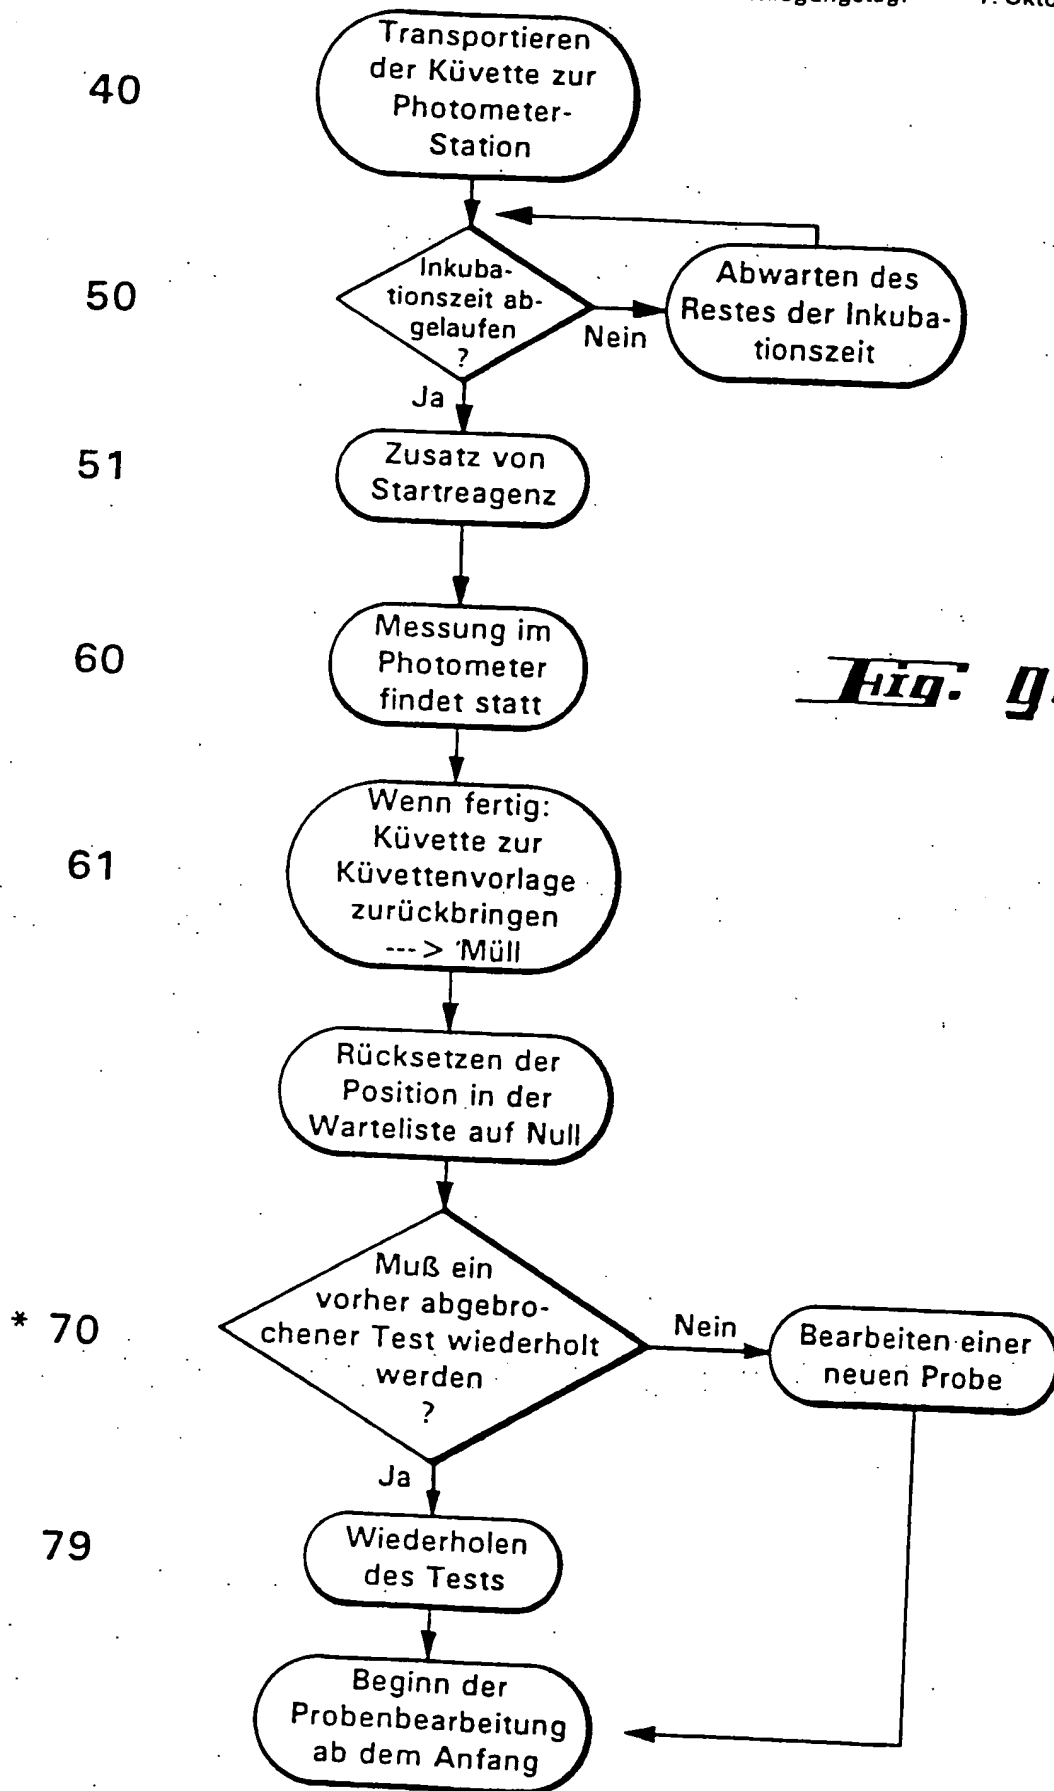 40
Transportieren
der Küvette zur
Photometer-
Station
50
Inkuba-
tionszeit ab-
gelaufen
?
Nein
Abwarten des
Restes der Inkuba-
tionszeit
Ja
51
Zusatz von
Startreagenz
60
Messung im
Photometer
findet statt
Fig. 9.
61
Wenn fertig:
Küvette zur
Küvettenvorlage
zurückbringen
---> Müll
Rücksetzen der
Position in der
Warteliste auf Null
* 70
Muß ein
vorher abgebro-
chener Test wiederholt
werden
?
Nein
Bearbeiten einer
neuen Probe
Ja
79
Wiederholen
des Tests
Beginn der
Probenbearbeitung
ab dem Anfang